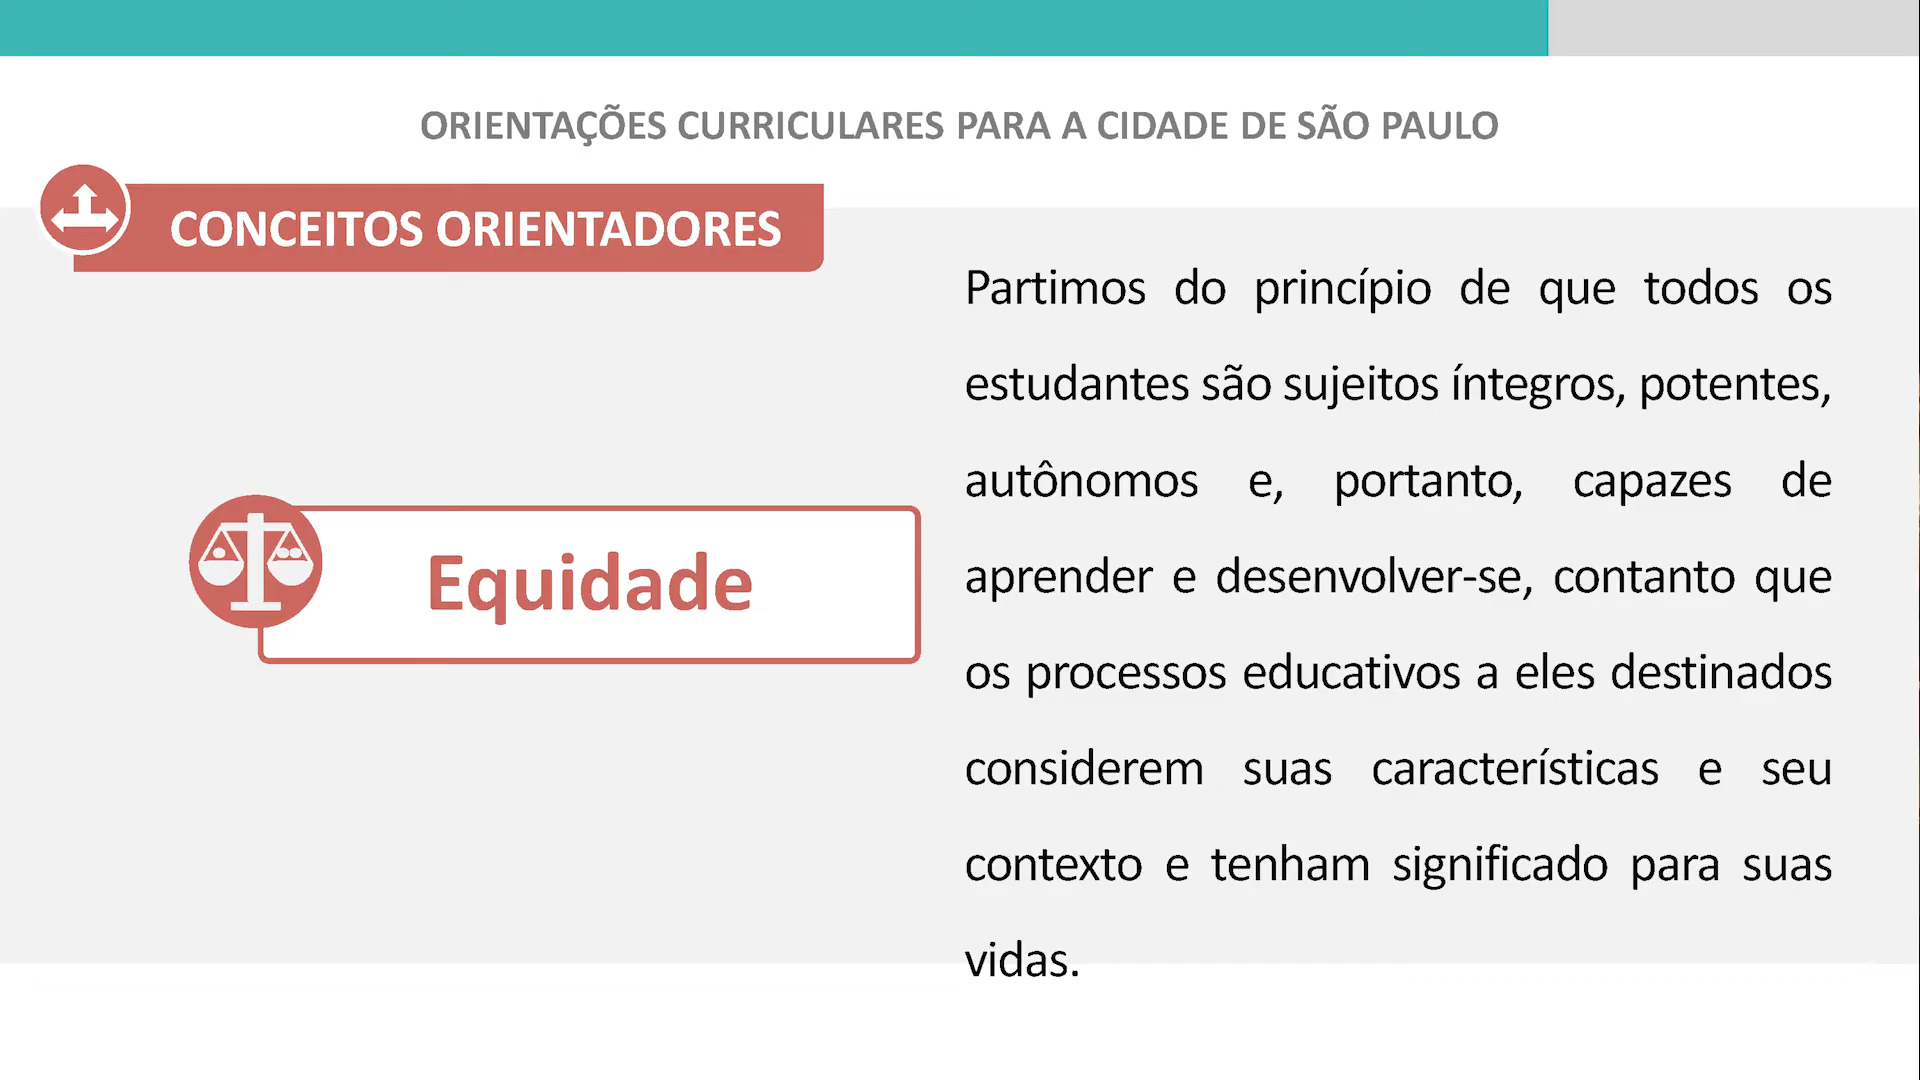 ORIENTAÇÕES CURRICULARES PARA A CIDADE DE SÃO PAULO
CONCEITOS ORIENTADORES
Equidade
Partimos do princípio de que todos os
estudantes são sujeitos íntegros, potentes,
autônomos e, portanto, capazes de
aprender e desenvolver-se, contanto que
os processos educativos a eles destinados
considerem suas características e seu
contexto e tenham significado para suas
vidas.